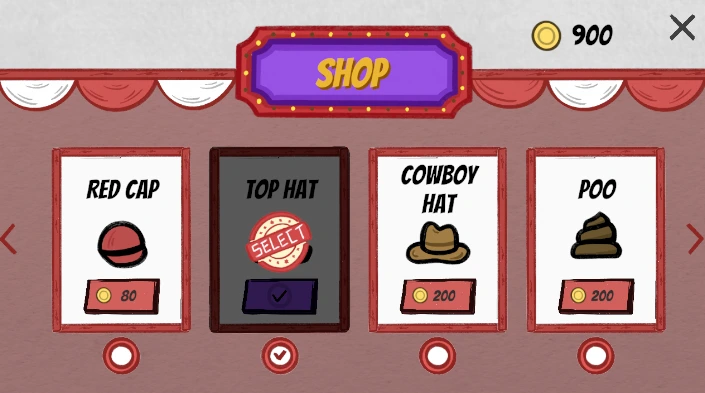 900
SHOP
RED CAP
TOP HAT
COWBOY
HAT
POO
SELECT
80
200
200